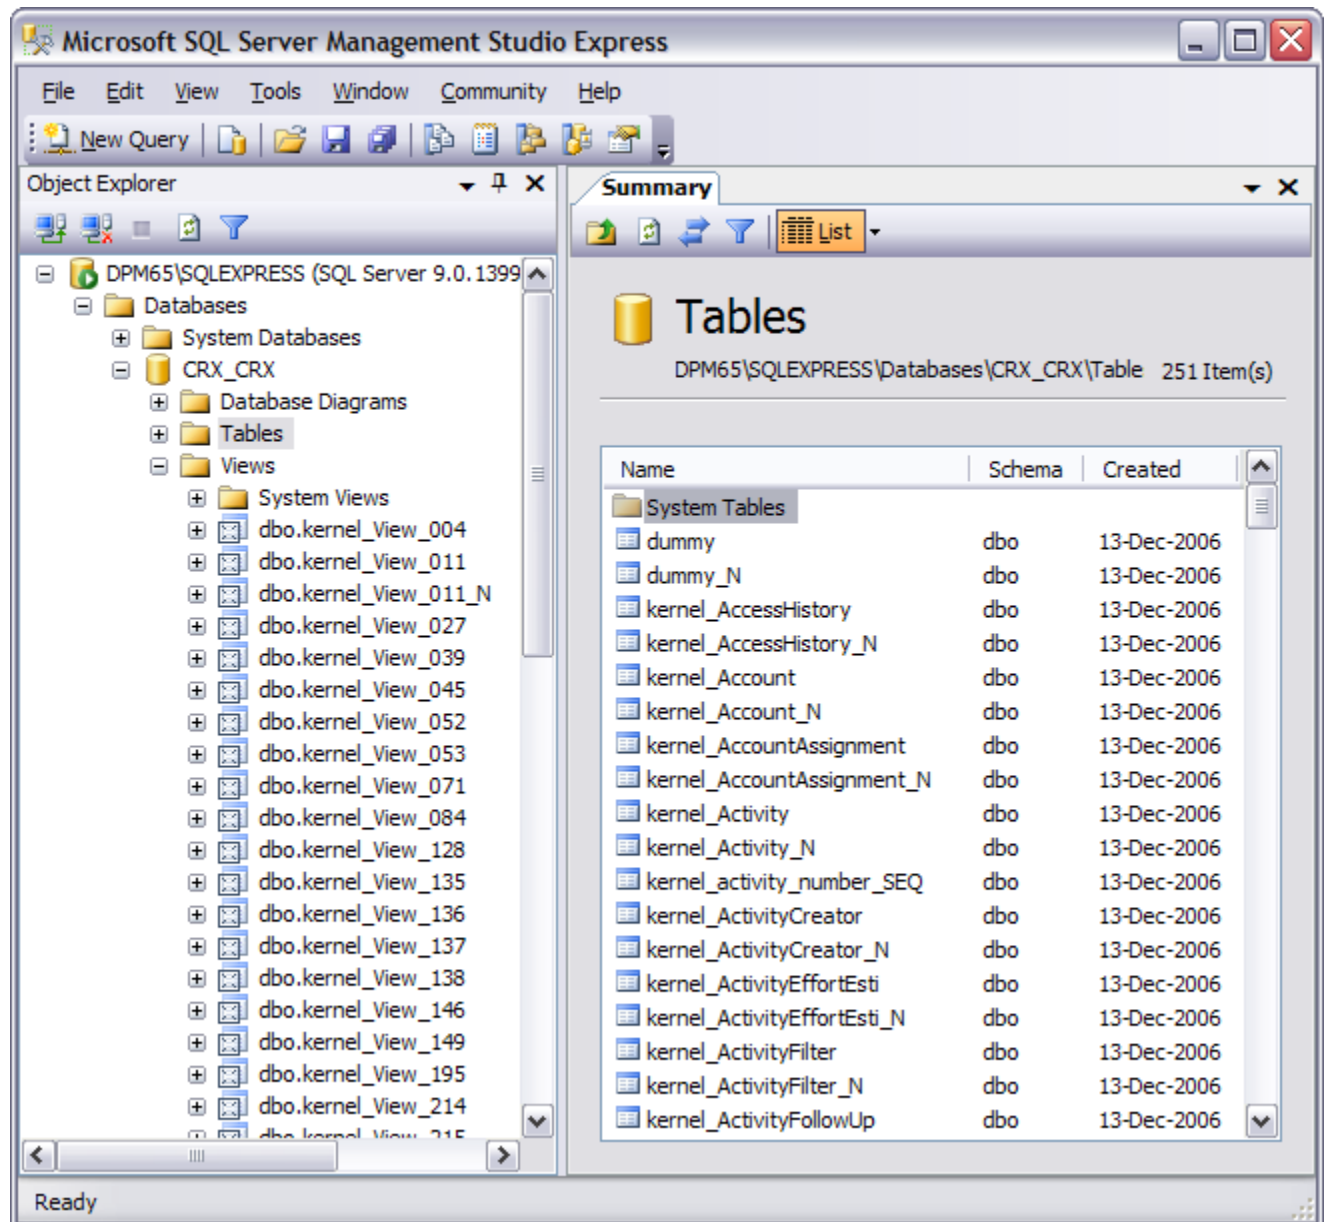 Microsoft SQL Server Management Studio Express
File Edit View Tools Window Community Help
New Query
Object Explorer
DPM65\SQLEXPRESS (SQL Server 9.0.1399
Databases
System Databases
CRX_CRX
Database Diagrams
Tables
Views
System Views
dbo.kernel_View_004
dbo.kernel_View_011
dbo.kernel_View_011_N
dbo.kernel_View_027
dbo.kernel_View_039
dbo.kernel_View_045
dbo.kernel_View_052
dbo.kernel_View_053
dbo.kernel_View_071
dbo.kernel_View_084
dbo.kernel_View_128
dbo.kernel_View_135
dbo.kernel_View_136
dbo.kernel_View_137
dbo.kernel_View_138
dbo.kernel_View_146
dbo.kernel_View_149
dbo.kernel_View_195
dbo.kernel_View_214
dbo.kernel_View_215
Summary
List
Tables
DPM65\SQLEXPRESS\Databases\CRX_CRX\Table 251 Item(s)
Name Schema Created
System Tables
dummy dbo 13-Dec-2006
dummy_N dbo 13-Dec-2006
kernel_AccessHistory dbo 13-Dec-2006
kernel_AccessHistory_N dbo 13-Dec-2006
kernel_Account dbo 13-Dec-2006
kernel_Account_N dbo 13-Dec-2006
kernel_AccountAssignment dbo 13-Dec-2006
kernel_AccountAssignment_N dbo 13-Dec-2006
kernel_Activity dbo 13-Dec-2006
kernel_Activity_N dbo 13-Dec-2006
kernel_activity_number_SEQ dbo 13-Dec-2006
kernel_ActivityCreator dbo 13-Dec-2006
kernel_ActivityCreator_N dbo 13-Dec-2006
kernel_ActivityEffortEsti dbo 13-Dec-2006
kernel_ActivityEffortEsti_N dbo 13-Dec-2006
kernel_ActivityFilter dbo 13-Dec-2006
kernel_ActivityFilter_N dbo 13-Dec-2006
kernel_ActivityFollowUp dbo 13-Dec-2006
Ready